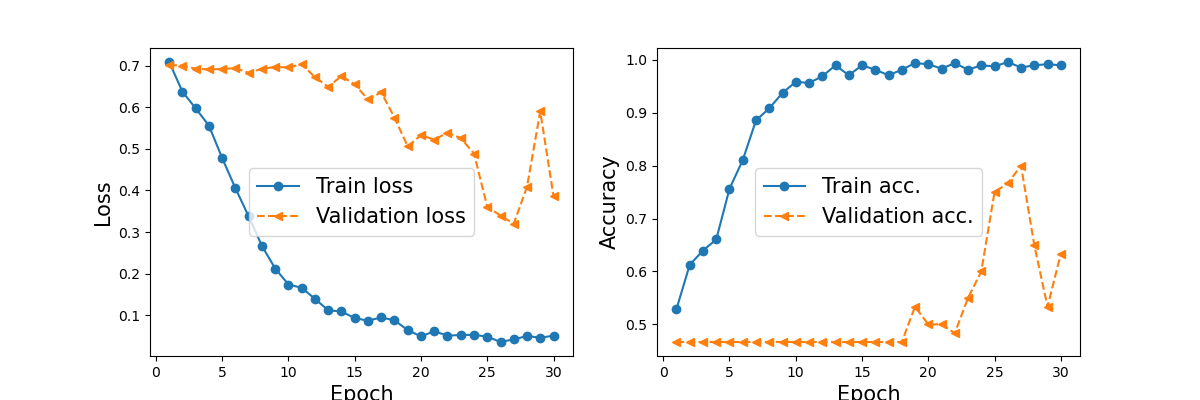 0.7
0.6
0.5
0.4
0.3
0.2
0.1
Loss
0 5 10 15 20 25 30
Epoch
Train loss
Validation loss
1.0
0.9
0.8
0.7
0.6
0.5
Accuracy
0 5 10 15 20 25 30
Epoch
Train acc.
Validation acc.